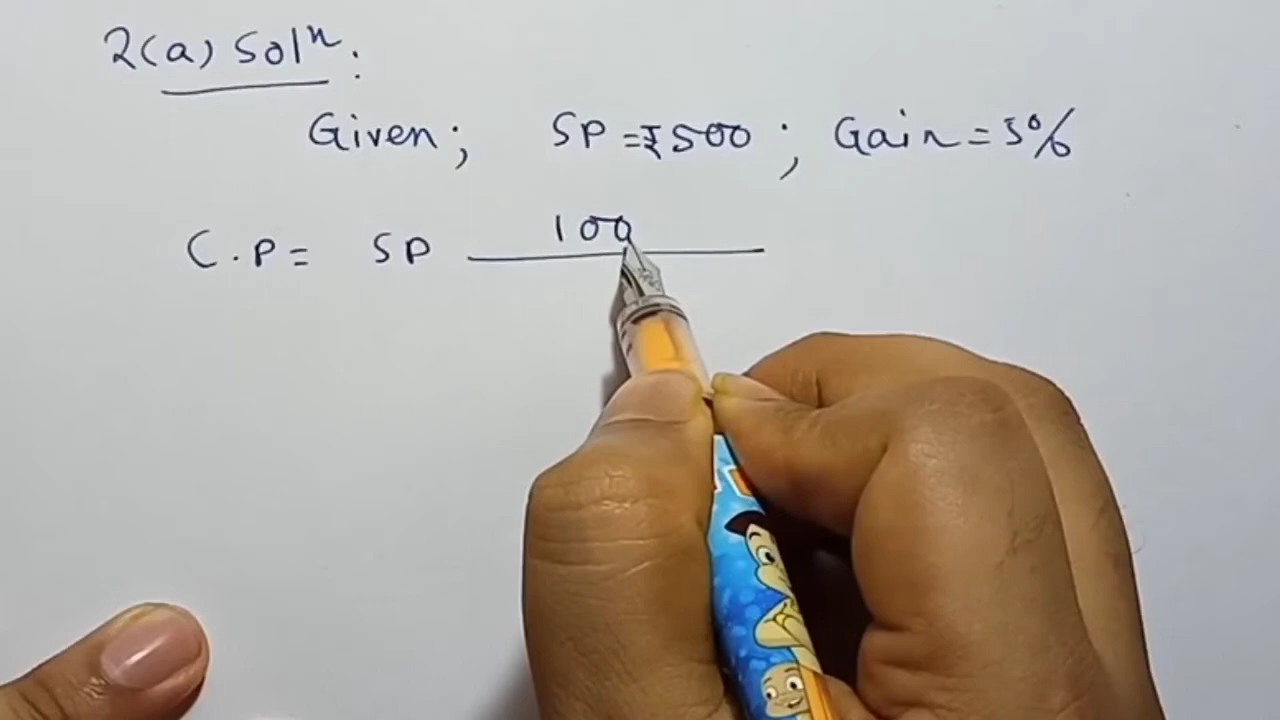 2(a) Solⁿ:
Given; SP = ₹500; Gain = 5%
C.P = SP 100